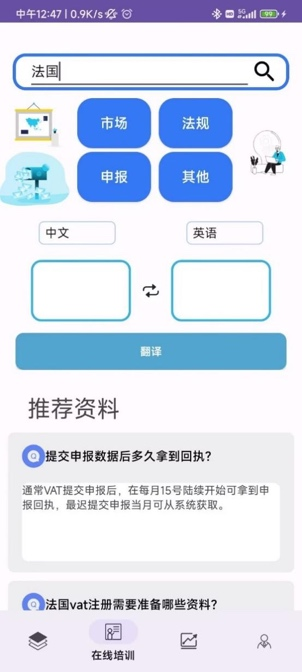 中午12:47 | 0.9K/s
HD 5G 99
法国
市场 法规
申报 其他
中文 英语
翻译
推荐资料
Q 提交申报数据后多久拿到回执?
通常VAT提交申报后，在每月15号陆续开始可拿到申
报回执，最迟提交申报当月可从系统获取。
Q 法国vat注册需要准备哪些资料?
在线培训